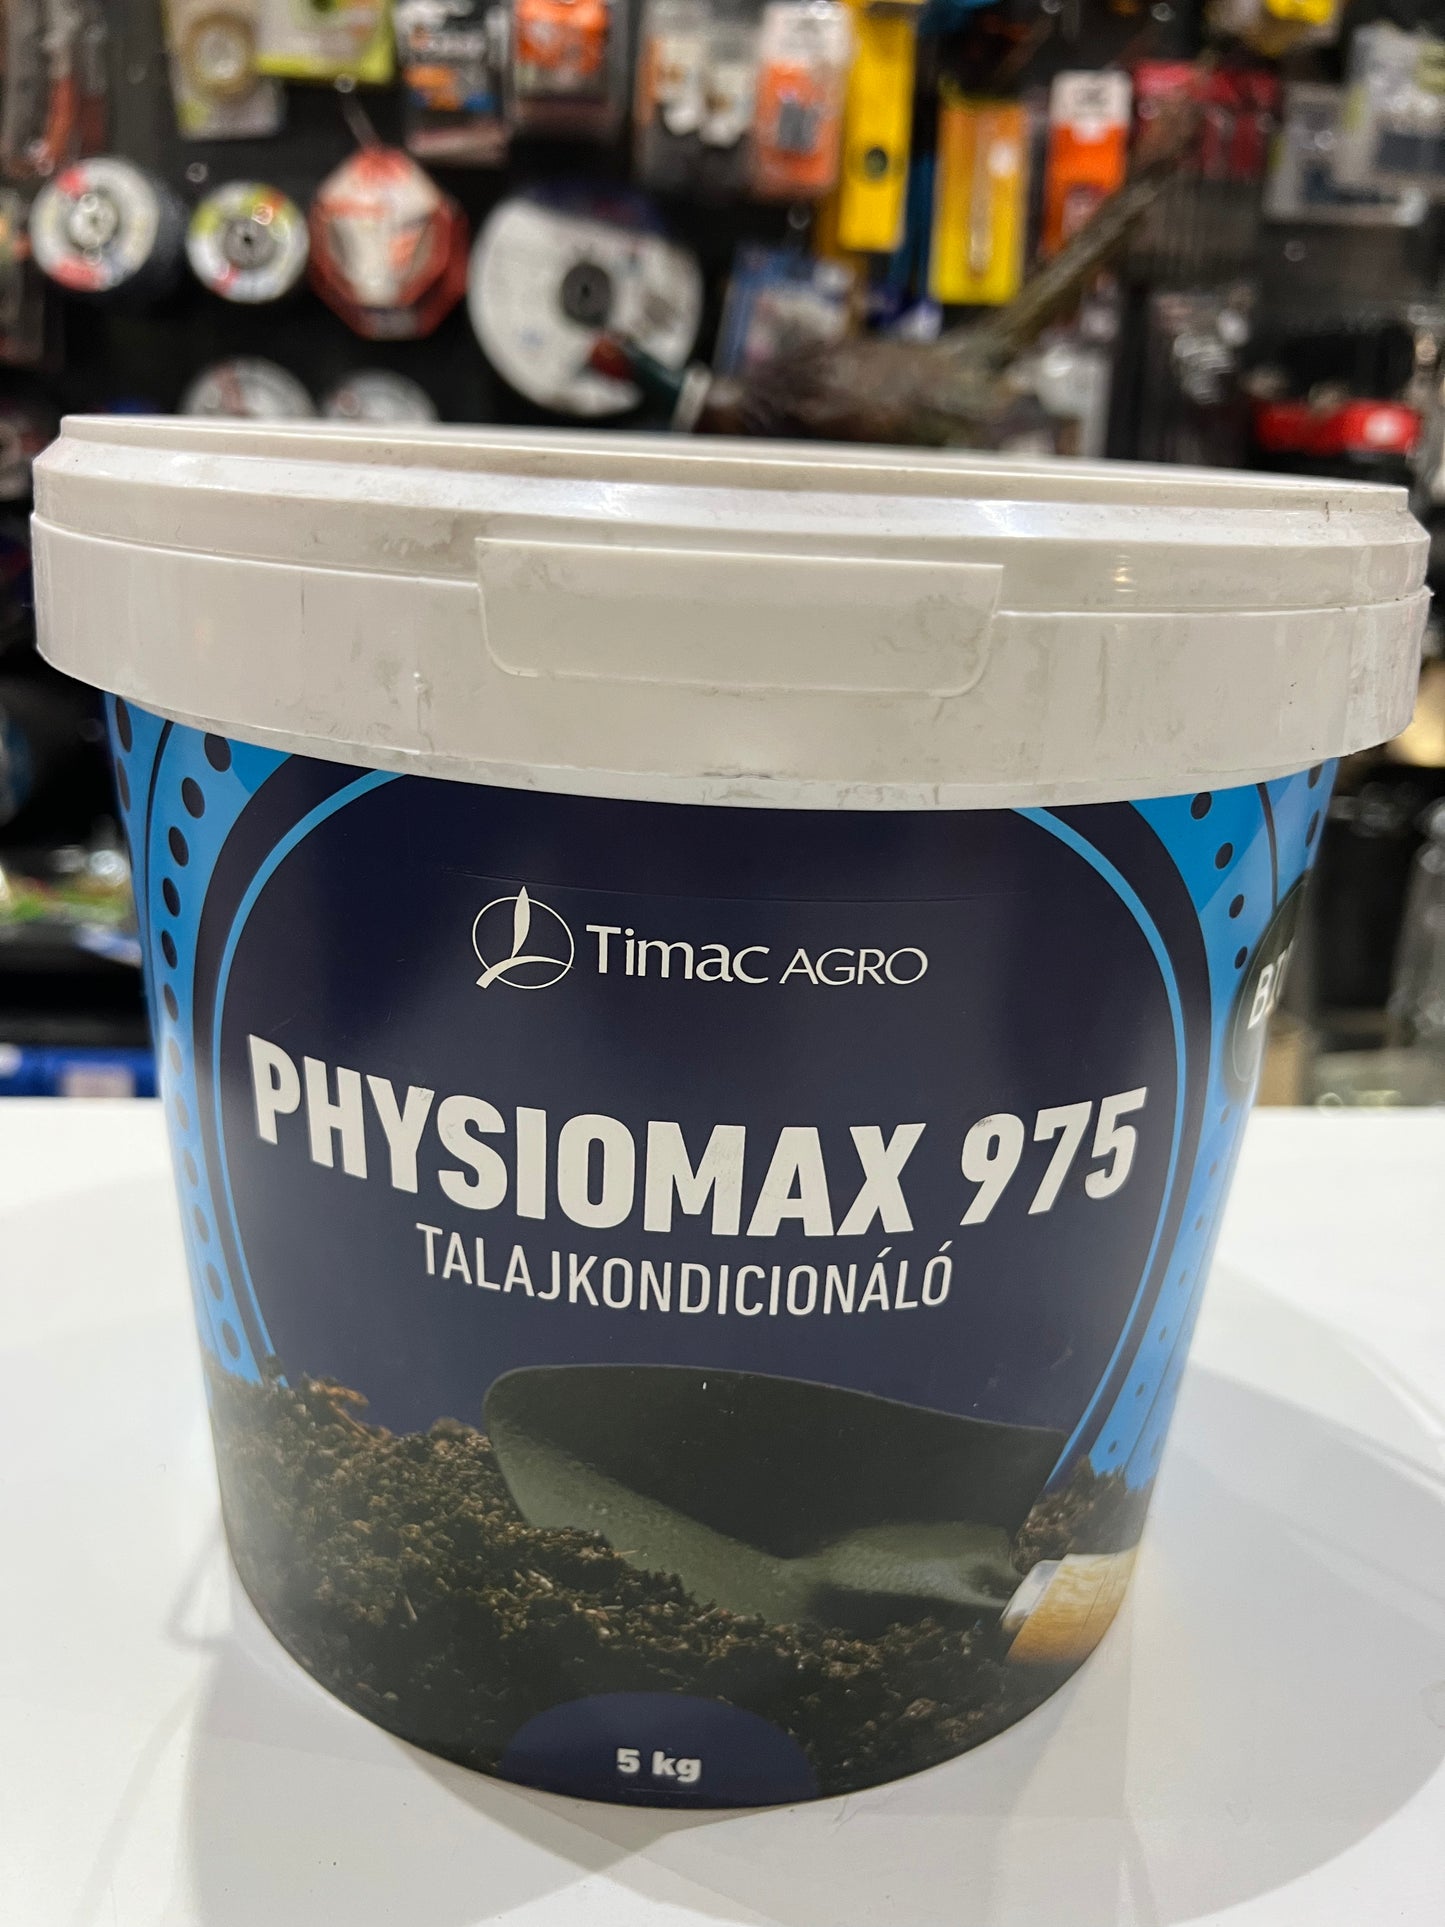 Timac AGRO
PHYSIOMAX 975
TALAJKONDICIONÁLÓ
5 kg